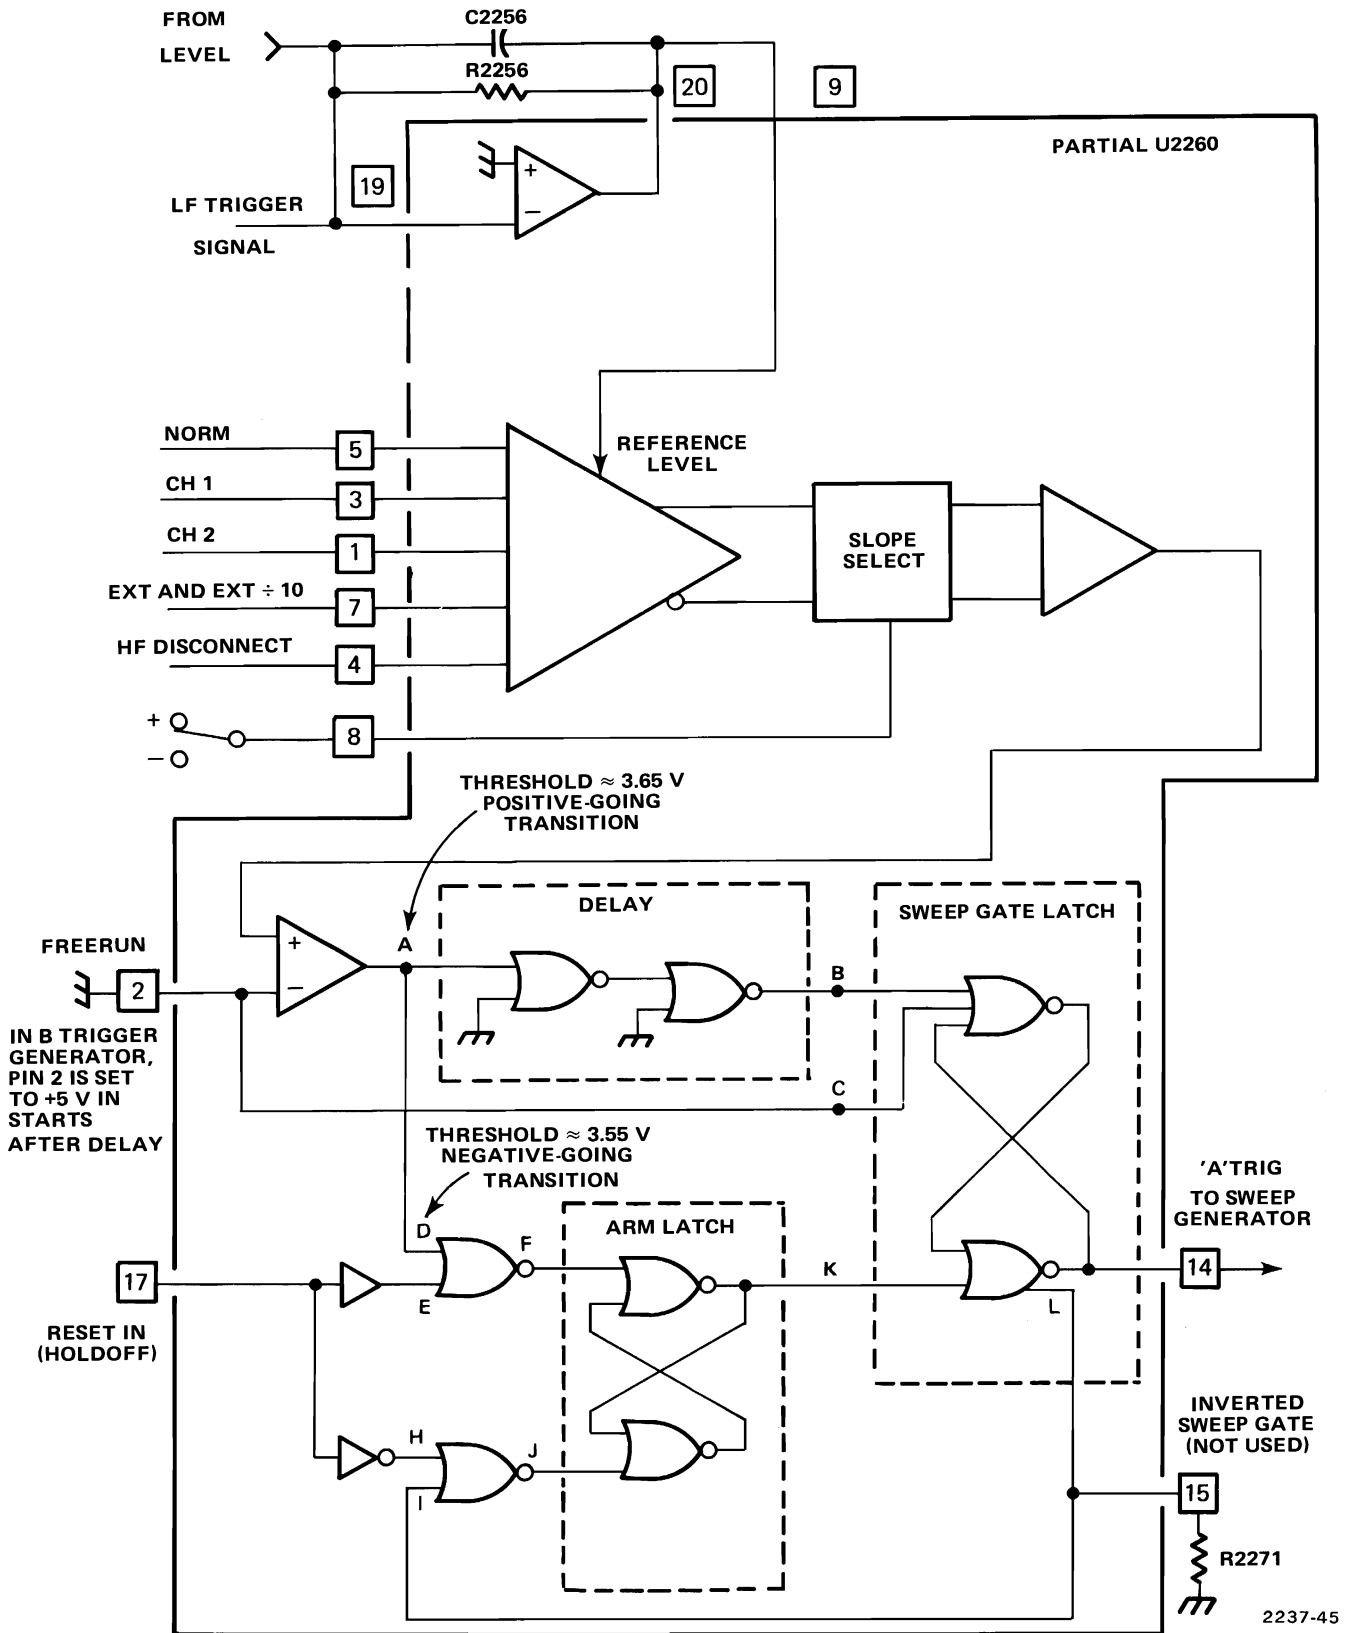 FROM
LEVEL
C2256
R2256
20
9
PARTIAL U2260
+
−
19
LF TRIGGER
SIGNAL
NORM
5
CH 1
3
CH 2
1
EXT AND EXT ÷ 10
7
HF DISCONNECT
4
+
−
8
REFERENCE
LEVEL
SLOPE
SELECT
THRESHOLD ≈ 3.65 V
POSITIVE-GOING
TRANSITION
DELAY
SWEEP GATE LATCH
FREERUN
2
+
−
A
B
C
IN B TRIGGER
GENERATOR,
PIN 2 IS SET
TO +5 V IN
STARTS
AFTER DELAY
THRESHOLD ≈ 3.55 V
NEGATIVE-GOING
TRANSITION
D
E
F
ARM LATCH
K
L
'A'TRIG
TO SWEEP
GENERATOR
14
17
RESET IN
(HOLDOFF)
H
I
J
INVERTED
SWEEP GATE
(NOT USED)
15
R2271
2237-45